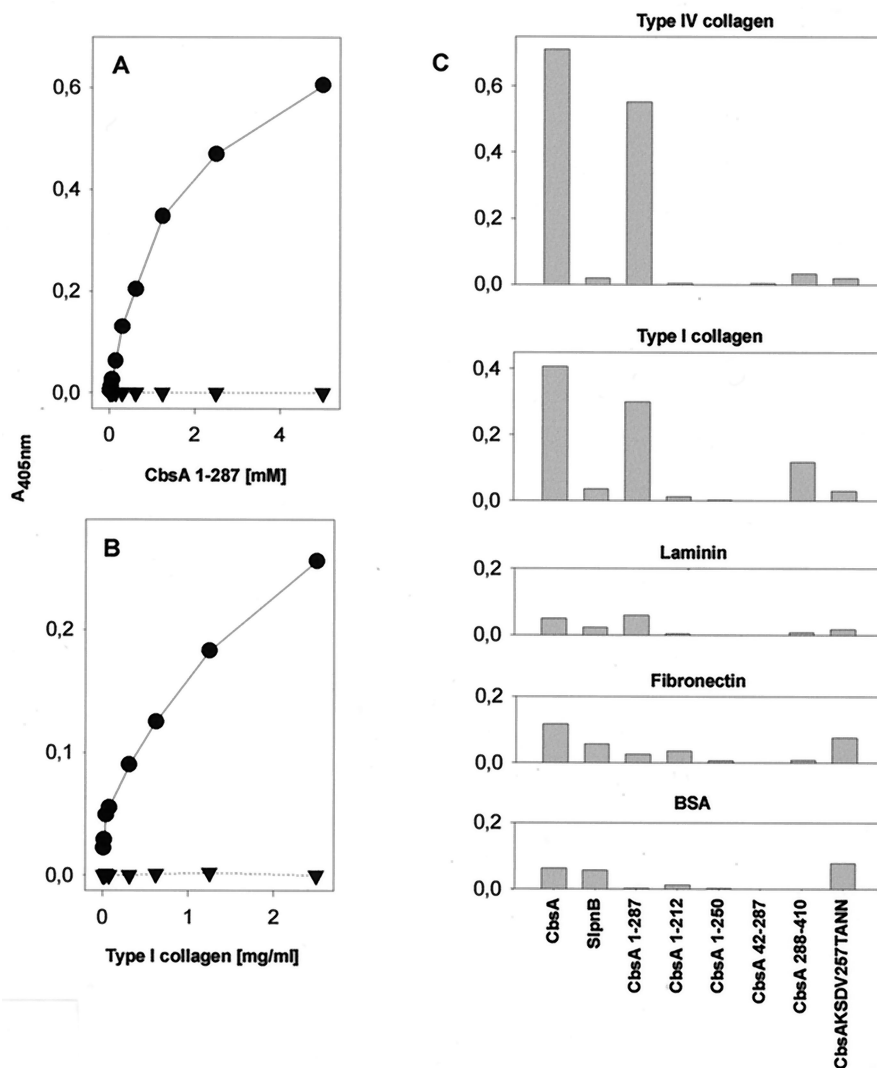 A
0,6
0,4
0,2
0,0
0 2 4
CbsA 1-287 [mM]
A405nm
B
0,2
0,1
0,0
0 1 2
Type I collagen [mg/ml]
C
Type IV collagen
0,6
0,4
0,2
0,0
Type I collagen
0,4
0,2
0,0
Laminin
0,2
0,0
Fibronectin
0,2
0,0
BSA
0,2
0,0
CbsA
SlpnB
CbsA 1-287
CbsA 1-212
CbsA 1-250
CbsA 42-287
CbsA 288-410
CbsAKSDV257TANN